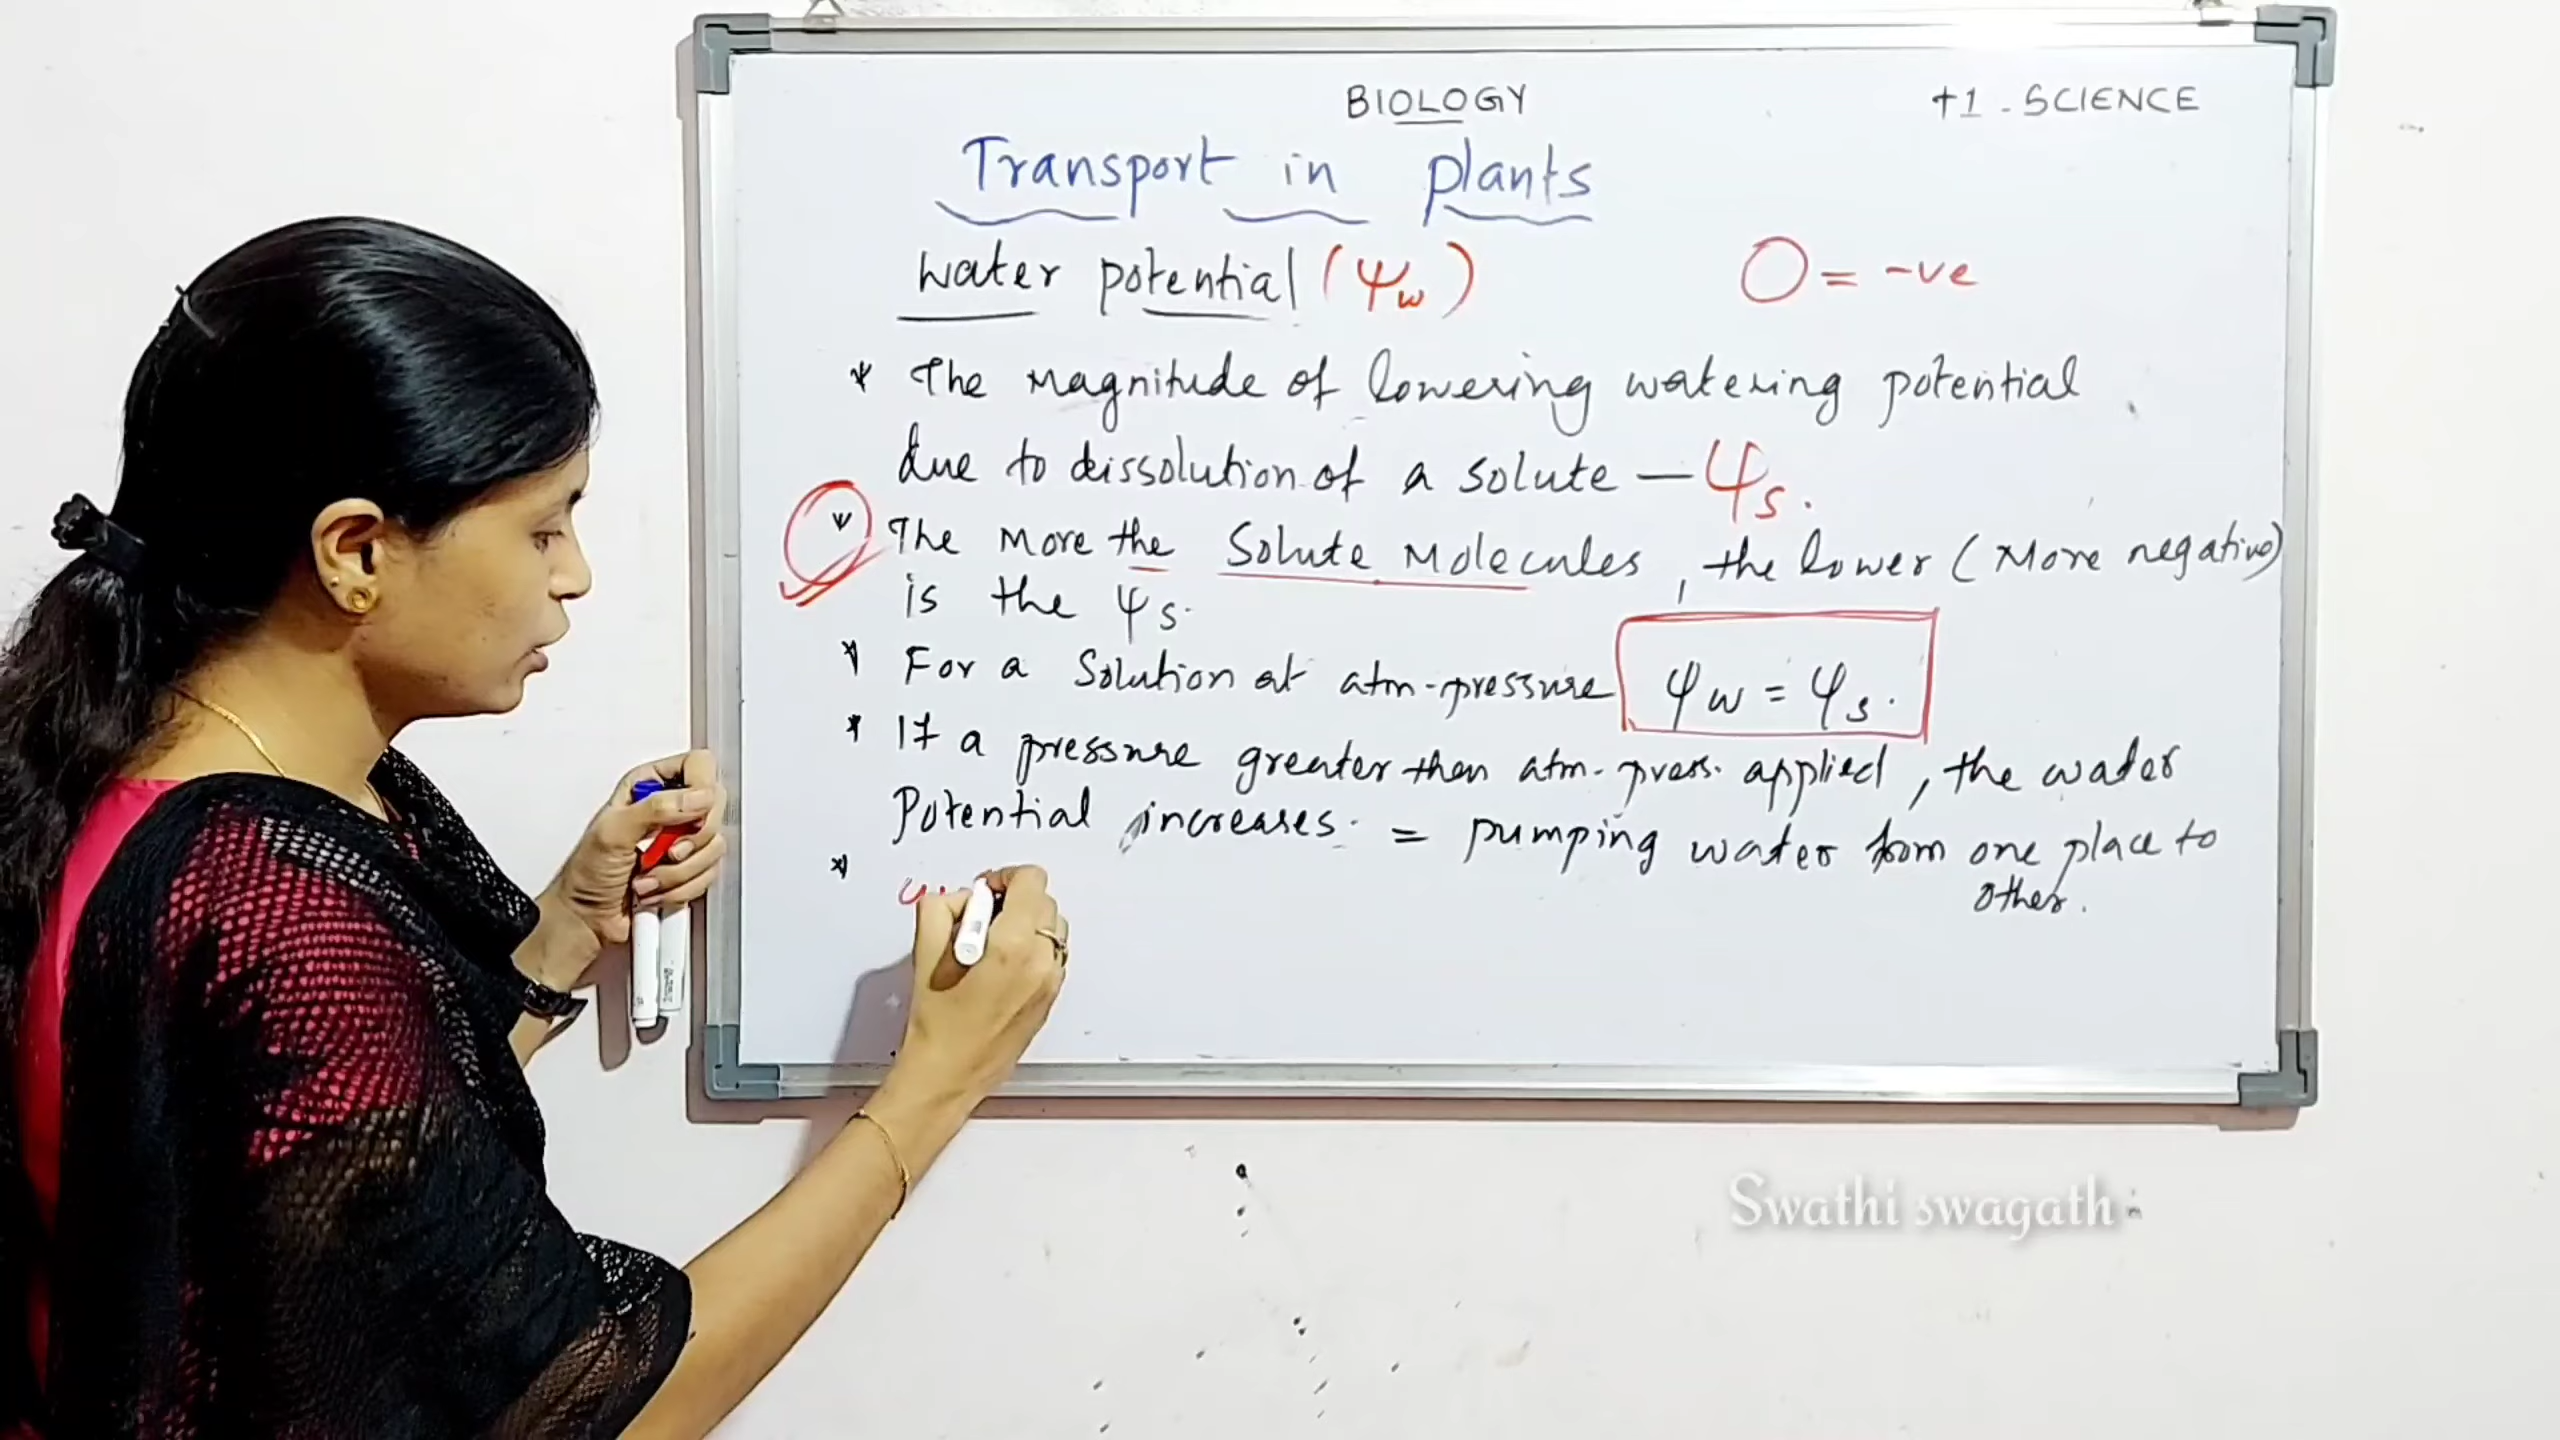 BIOLOGY
+1 - SCIENCE
Transport in plants
water potential (Ψw)
O = -ve
* The magnitude of lowering watering potential
due to dissolution of a solute — Ψs.
* The more the Solute Molecules, the lower (More negative)
is the Ψs.
* For a Solution at atm-pressure Ψw = Ψs.
* If a pressure greater then atm. press. applied, the water
Potential increases. = pumping water from one place to
other.
*
Swathi swagath